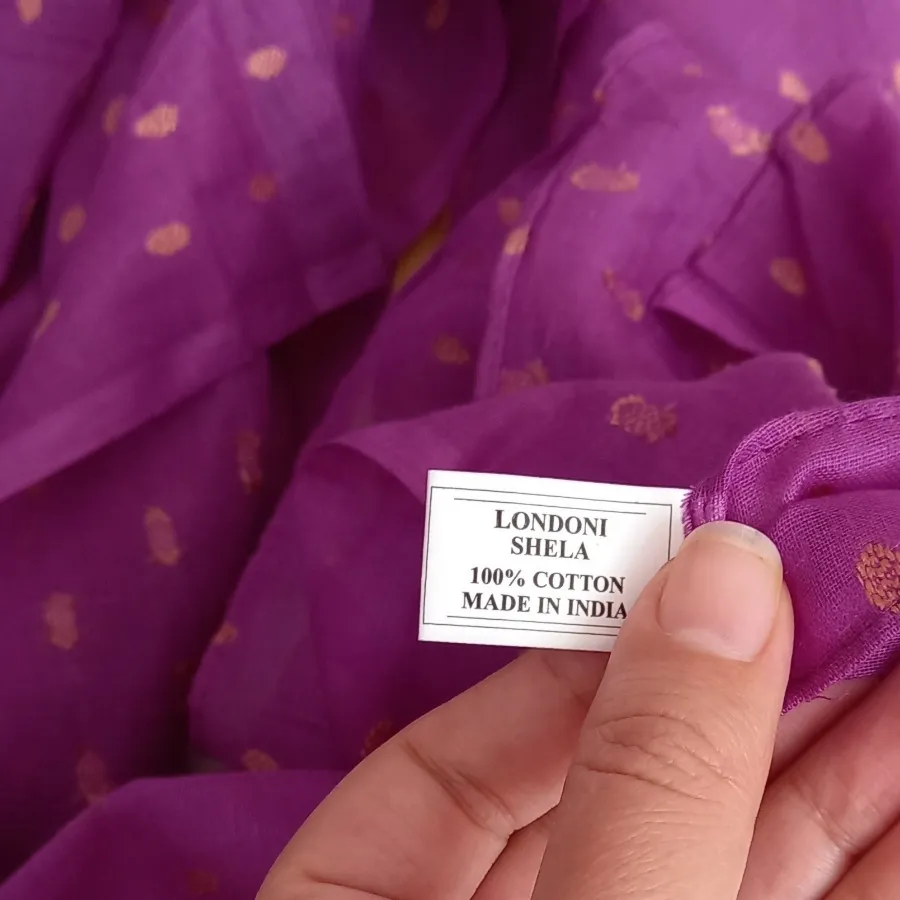 LONDONI
SHELA
100% COTTON
MADE IN INDIA